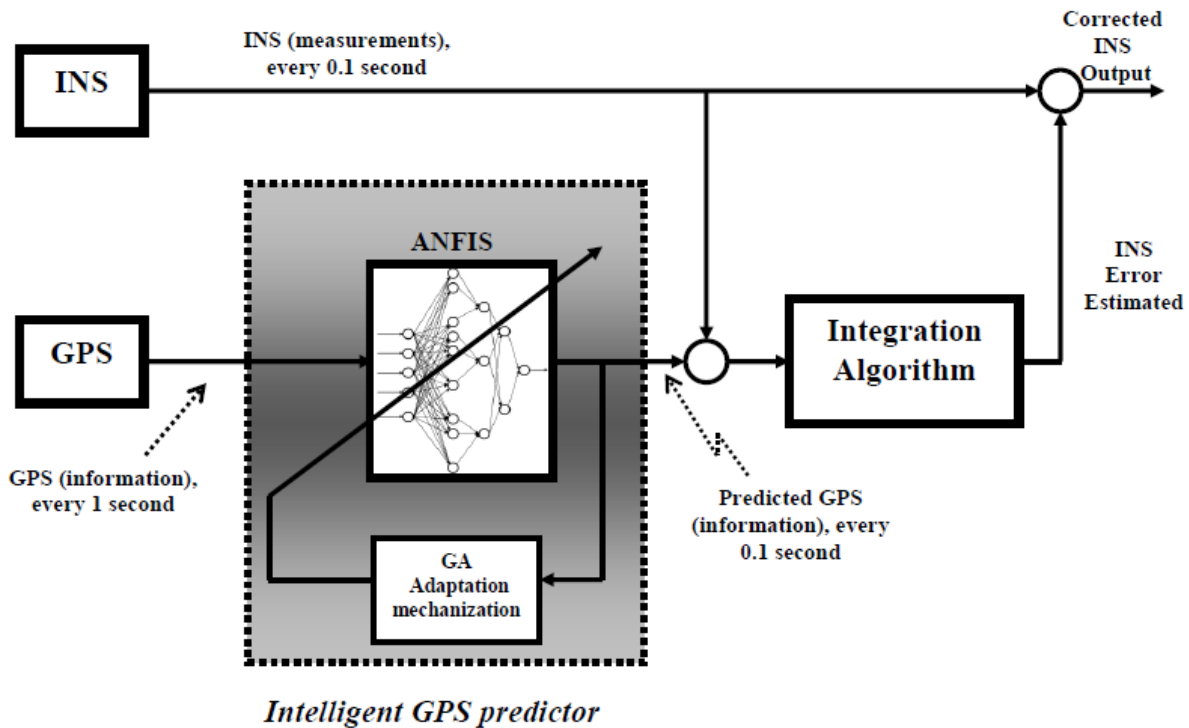 INS (measurements),
every 0.1 second
Corrected
INS
Output
INS
ANFIS
INS
Error
Estimated
GPS
Integration
Algorithm
GPS (information),
every 1 second
Predicted GPS
(information), every
0.1 second
GA
Adaptation
mechanization
Intelligent GPS predictor